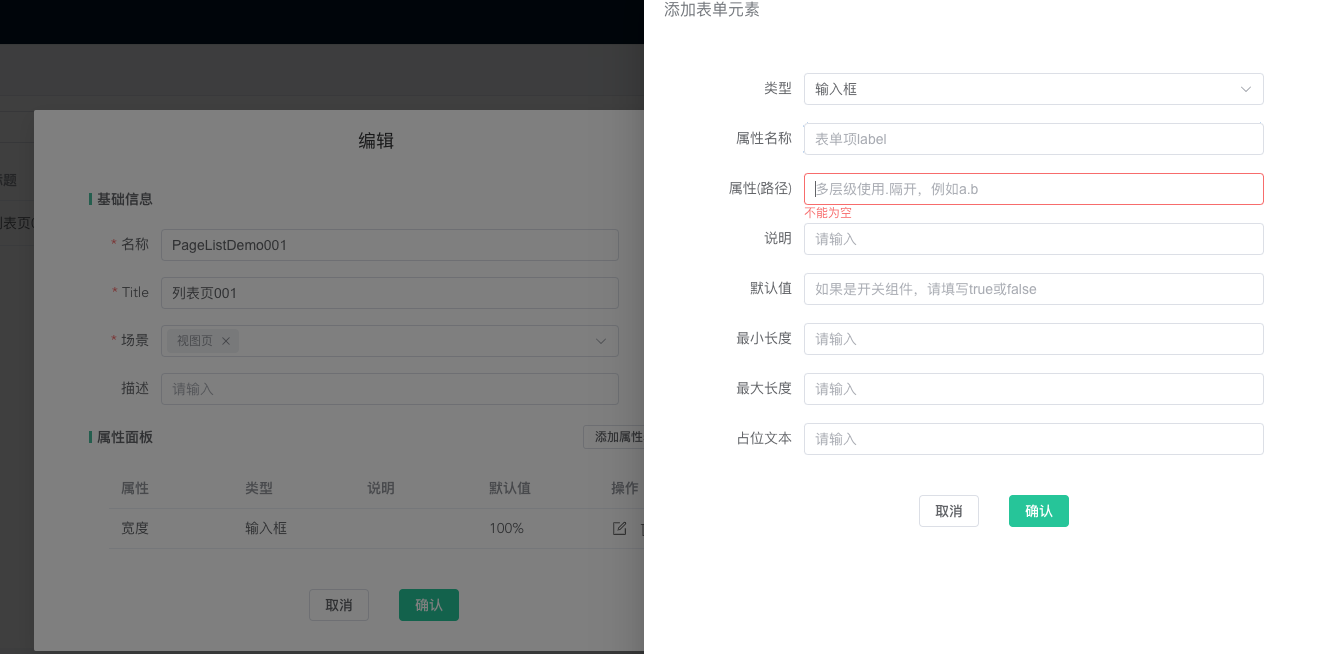 添加表单元素
类型 输入框
属性名称 表单项label
属性(路径) 多层级使用.隔开，例如a.b
不能为空
说明 请输入
默认值 如果是开关组件，请填写true或false
最小长度 请输入
最大长度 请输入
占位文本 请输入
取消 确认
编辑
基础信息
* 名称 PageListDemo001
* Title 列表页001
* 场景 视图页 ×
描述 请输入
属性面板 添加属性
属性 类型 说明 默认值 操作
宽度 输入框 100%
取消 确认